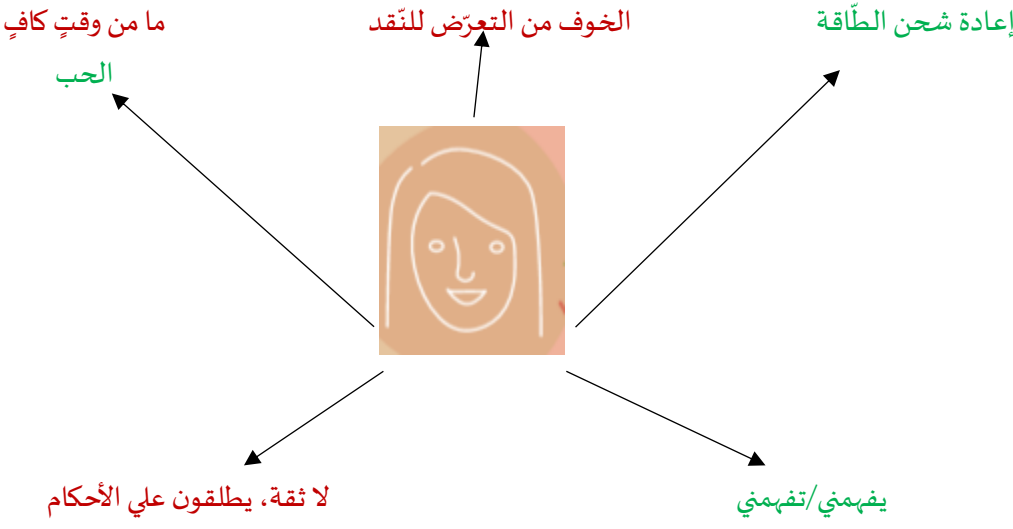 إعادة شحن الطّاقة
الخوف من التعرّض للنّقد
ما من وقتٍ كافٍ
الحب
يفهمني/تفهمني
لا ثقة، يطلقون علي الأحكام